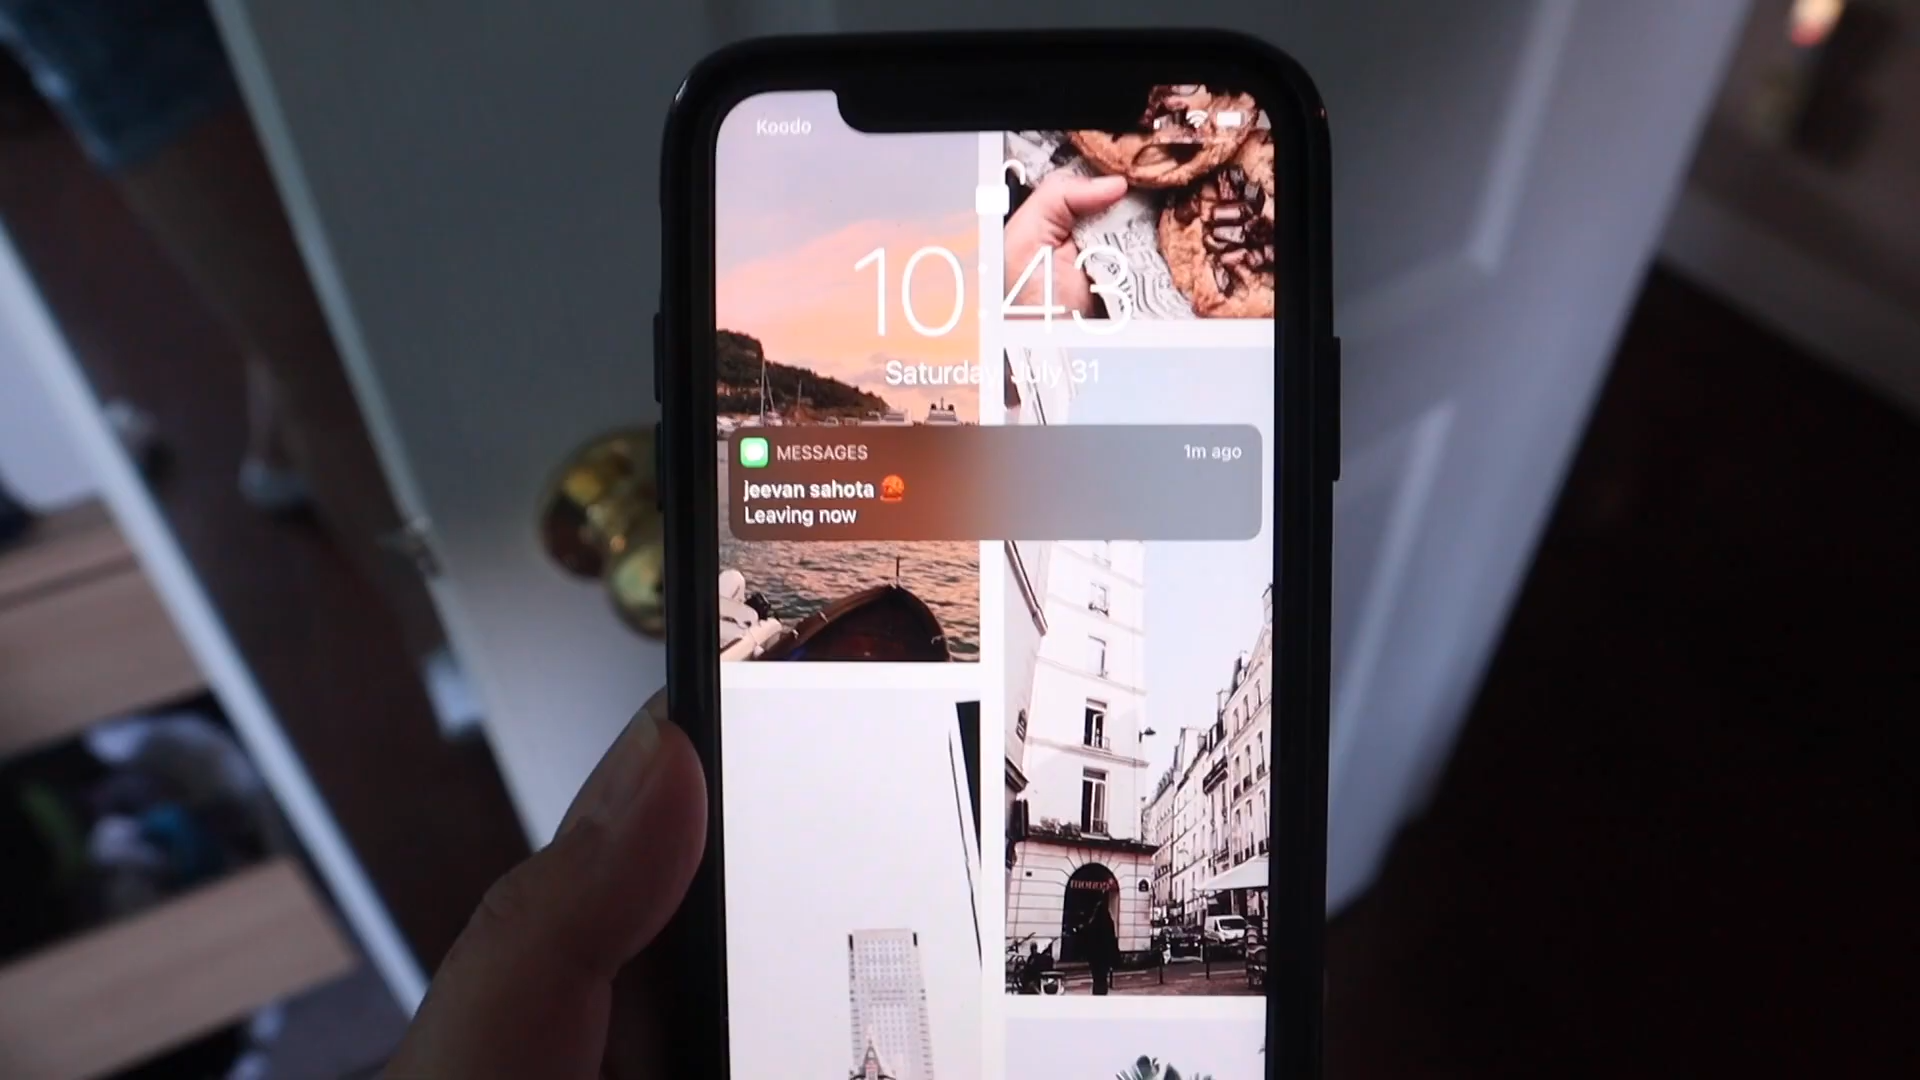 Koodo
10:43
Saturday July 31
MESSAGES
1m ago
jeevan sahota
Leaving now